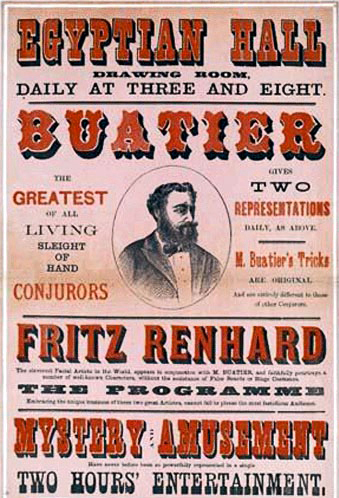 EGYPTIAN HALL
DRAWING ROOM,
DAILY AT THREE AND EIGHT.
BUATIER
THE
GREATEST
OF ALL
LIVING
SLEIGHT
OF
HAND
CONJURORS
GIVES
TWO
REPRESENTATIONS
DAILY, AS ABOVE.
M. Buatier's Tricks
ARE ORIGINAL
And are entirely different to those
of other Conjurors.
FRITZ RENHARD
The cleverest Facial Artiste in the World, appears in conjunction with M. BUATIER, and faithfully pourtrays a
number of well-known Characters, without the assistance of False Beards or Stage Costumes.
THE PROGRAMME
Embracing the unique business of these two great Artistes, cannot fail to please the most fastidious Audience.
MYSTERY AND AMUSEMENT
Have never before been so powerfully represented in a single
TWO HOURS' ENTERTAINMENT.